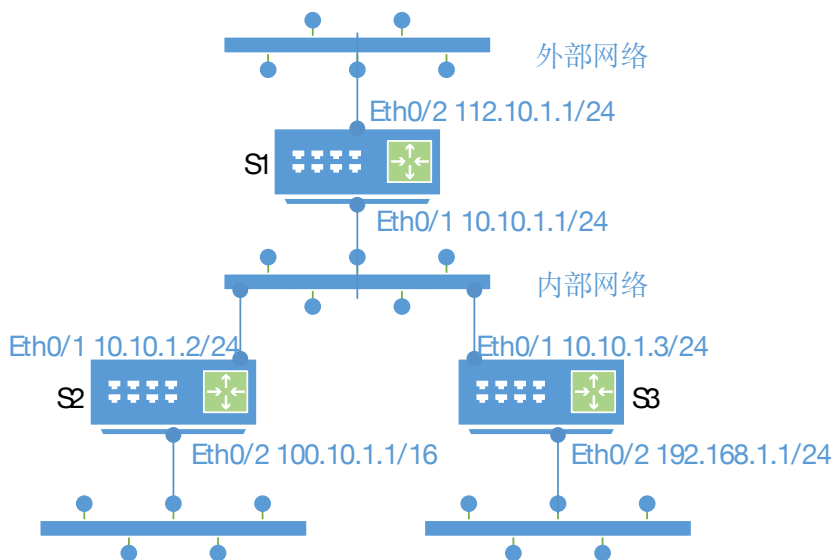 外部网络
Eth0/2 112.10.1.1/24
S1
Eth0/1 10.10.1.1/24
内部网络
Eth0/1 10.10.1.2/24
Eth0/1 10.10.1.3/24
S2
S3
Eth0/2 100.10.1.1/16
Eth0/2 192.168.1.1/24